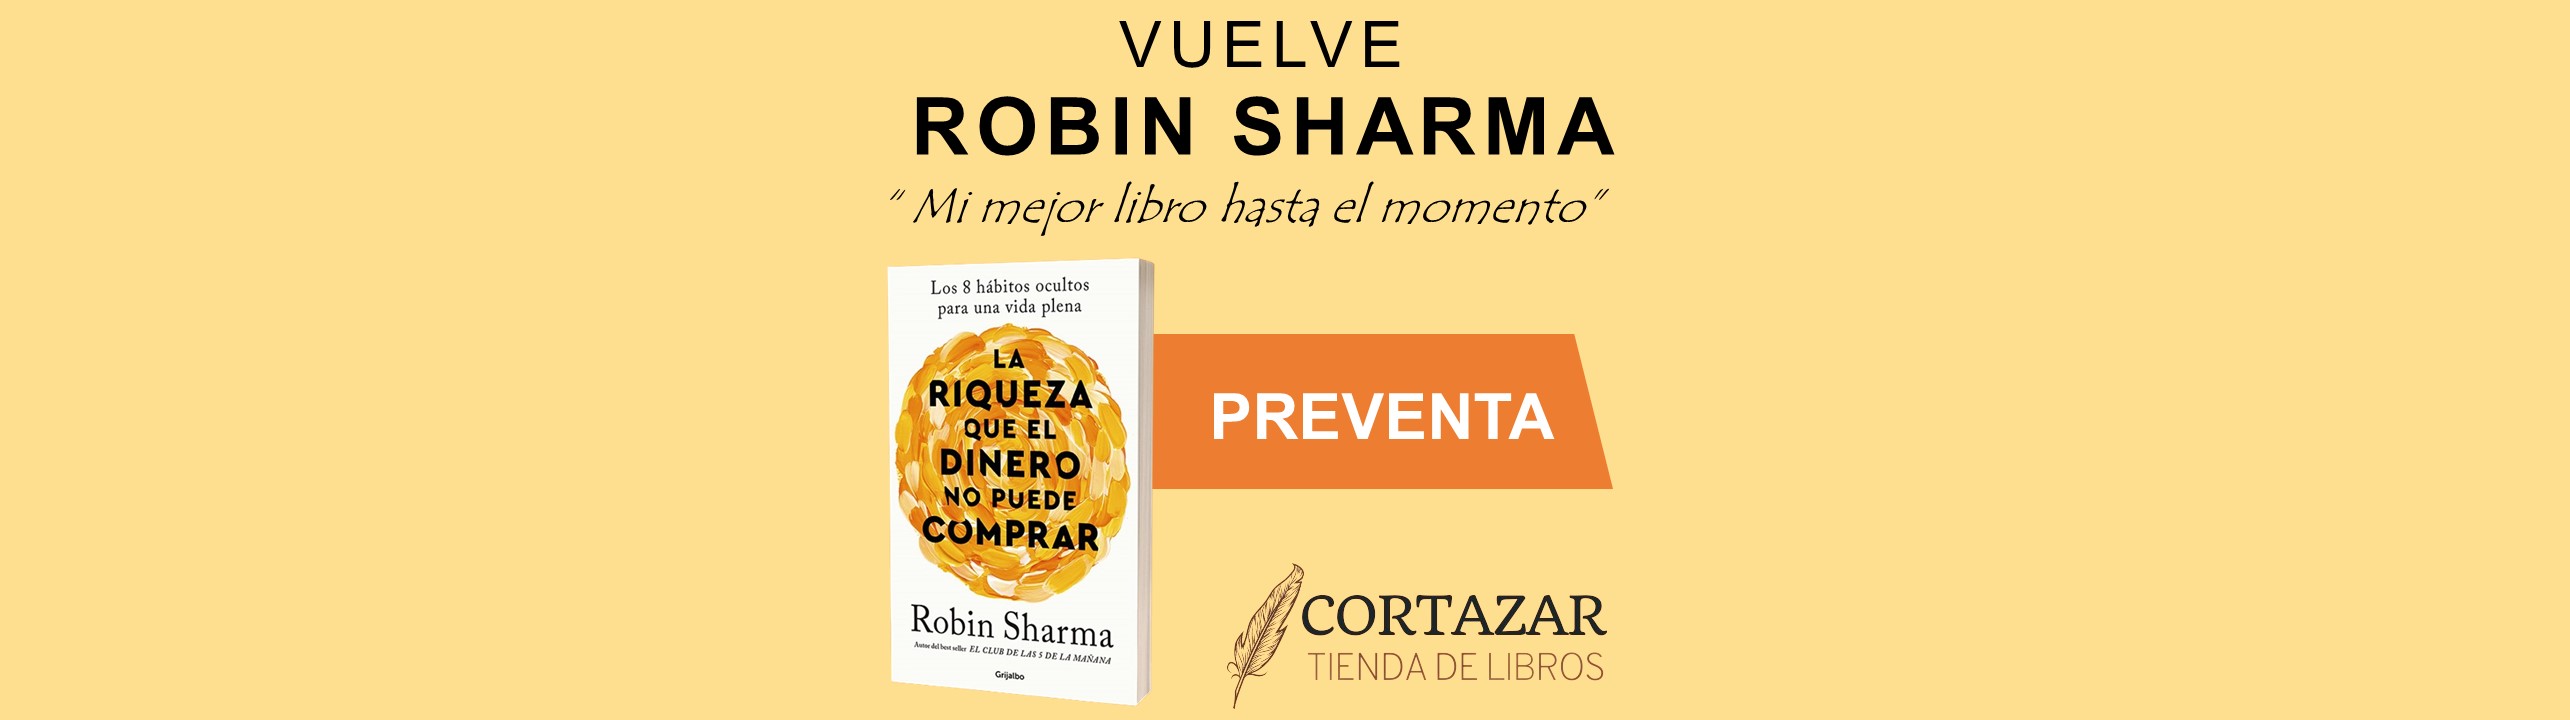 VUELVE
ROBIN SHARMA
“ Mi mejor libro hasta el momento”
Los 8 hábitos ocultos
para una vida plena
LA
RIQUEZA
QUE EL
DINERO
NO PUEDE
COMPRAR
Robin Sharma
Autor del best seller EL CLUB DE LAS 5 DE LA MAÑANA
Grijalbo
PREVENTA
CORTAZAR
TIENDA DE LIBROS